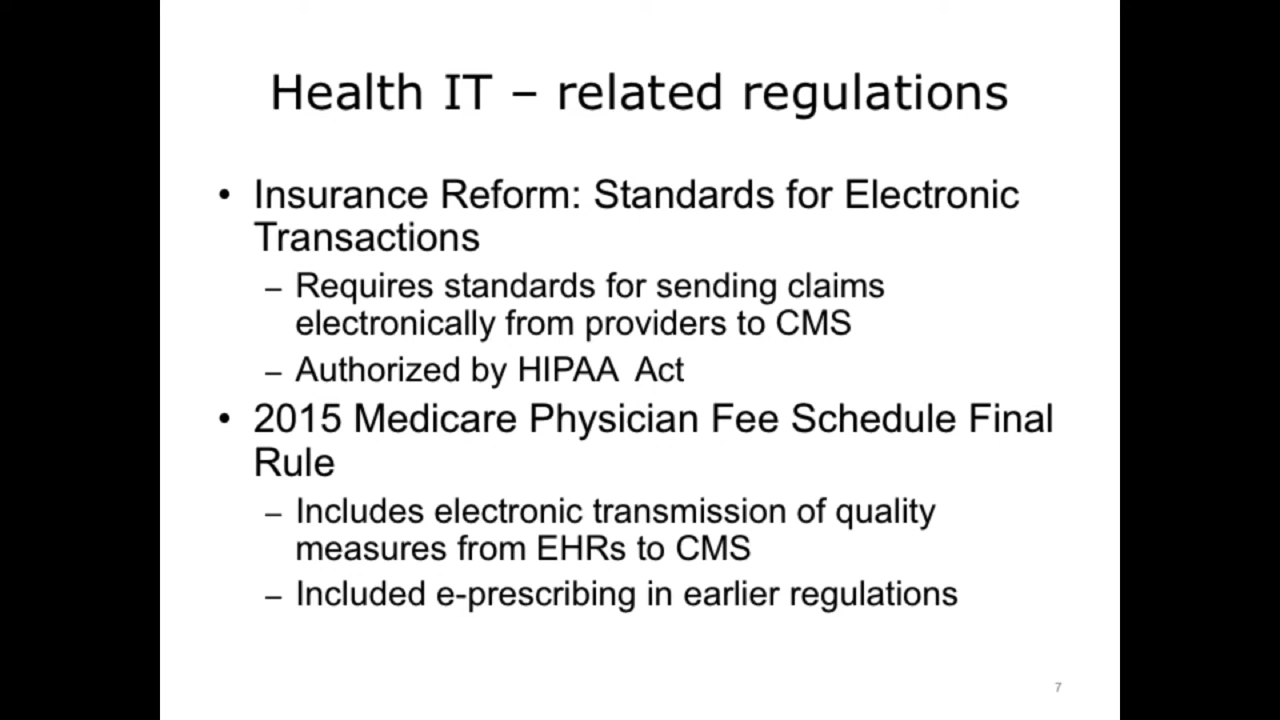 Health IT – related regulations
• Insurance Reform: Standards for Electronic
Transactions
– Requires standards for sending claims
electronically from providers to CMS
– Authorized by HIPAA  Act
• 2015 Medicare Physician Fee Schedule Final
Rule
– Includes electronic transmission of quality
measures from EHRs to CMS
– Included e-prescribing in earlier regulations
7